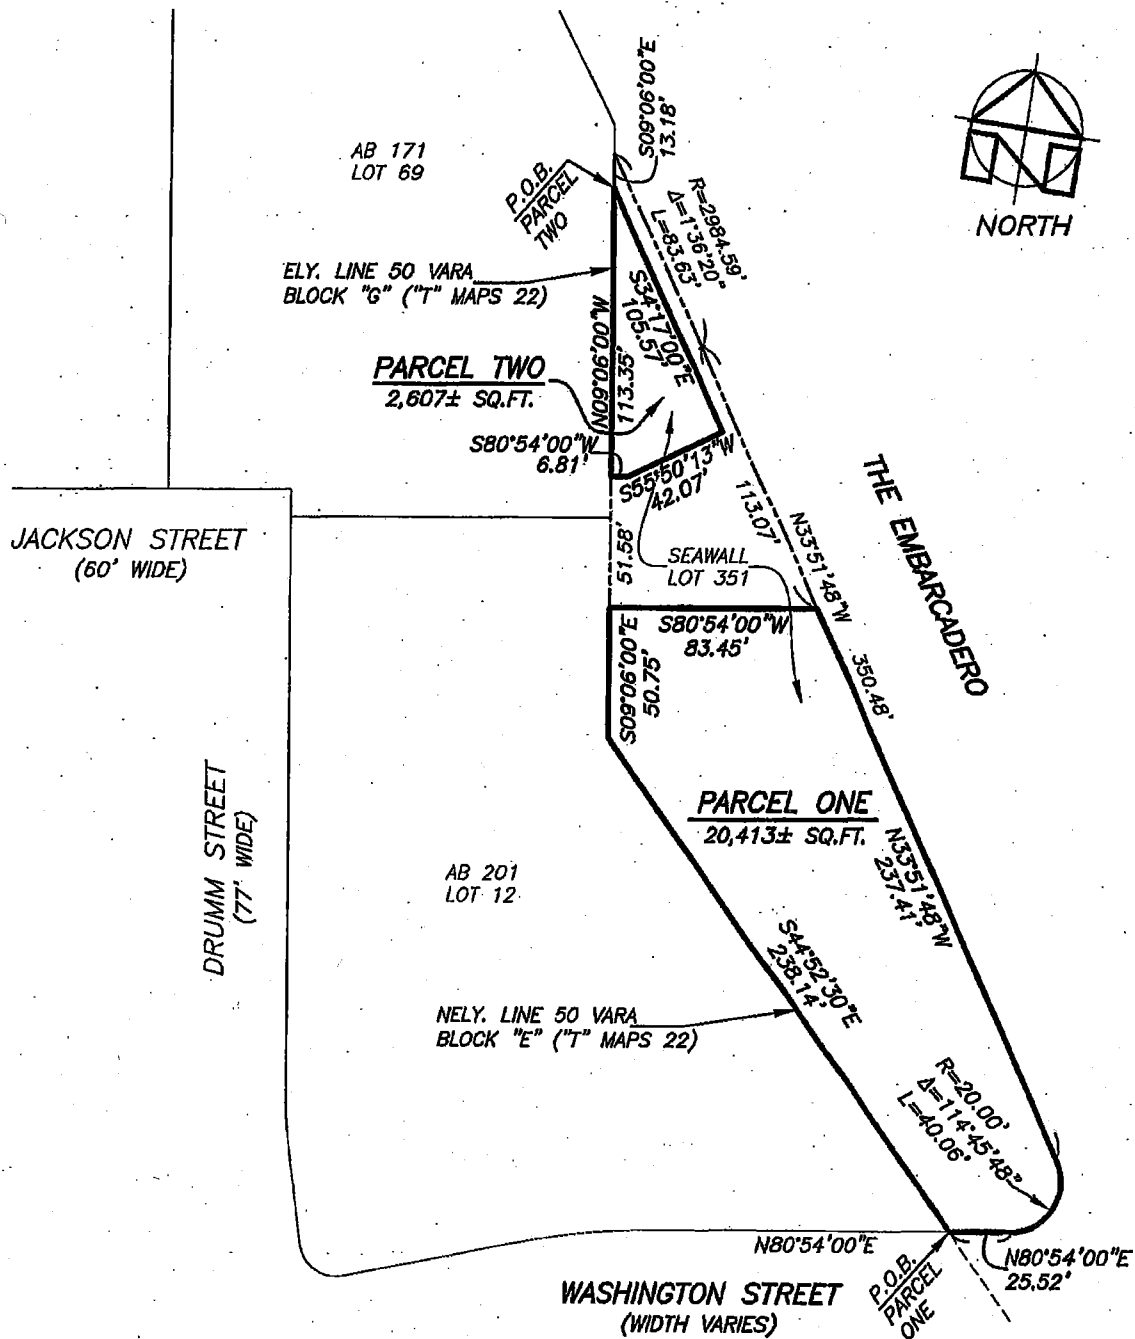 S09°06'00"E
13.18'
AB 171
LOT 69
P.O.B.
PARCEL
TWO
R=2984.59'
Δ=1°36'20"
L=83.63'
NORTH
ELY. LINE 50 VARA
BLOCK "G" ("T" MAPS 22)
S34°17'00"E
105.57'
N09°06'00"W
113.35'
PARCEL TWO
2,607± SQ.FT.
S80°54'00"W
6.81'
S55°50'13"W
42.07'
THE EMBARCADERO
113.07'
N33°51'48"W
350.48'
JACKSON STREET
(60' WIDE)
51.58'
SEAWALL
LOT 351
S80°54'00"W
83.45'
S09°06'00"E
50.75'
DRUMM STREET
(77' WIDE)
PARCEL ONE
20,413± SQ.FT.
N33°51'48"W
237.41'
AB 201
LOT 12
S44°52'30"E
238.14'
NELY. LINE 50 VARA
BLOCK "E" ("T" MAPS 22)
R=20.00'
Δ=114°45'48"
L=40.06'
N80°54'00"E
P.O.B.
PARCEL
ONE
N80°54'00"E
25.52'
WASHINGTON STREET
(WIDTH VARIES)